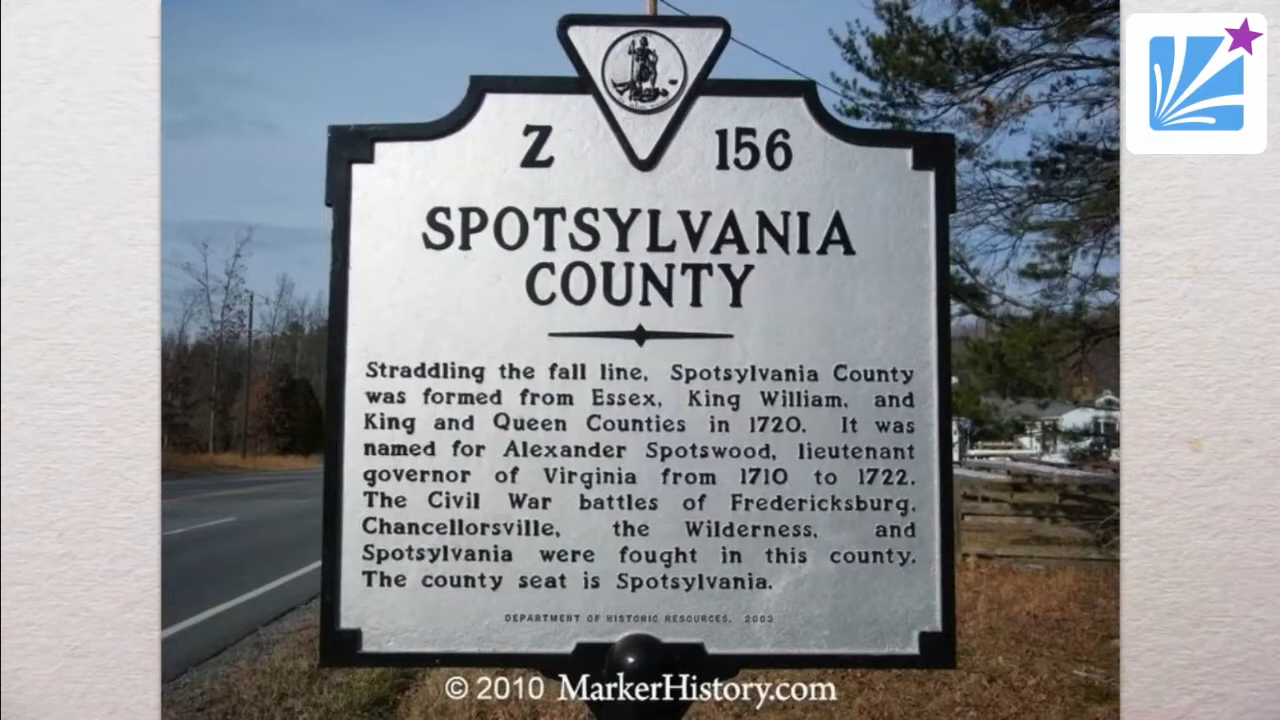 Z 156
SPOTSYLVANIA
COUNTY
Straddling the fall line, Spotsylvania County
was formed from Essex, King William, and
King and Queen Counties in 1720. It was
named for Alexander Spotswood, lieutenant
governor of Virginia from 1710 to 1722.
The Civil War battles of Fredericksburg,
Chancellorsville, the Wilderness, and
Spotsylvania were fought in this county.
The county seat is Spotsylvania.
DEPARTMENT OF HISTORIC RESOURCES, 2003
© 2010 MarkerHistory.com